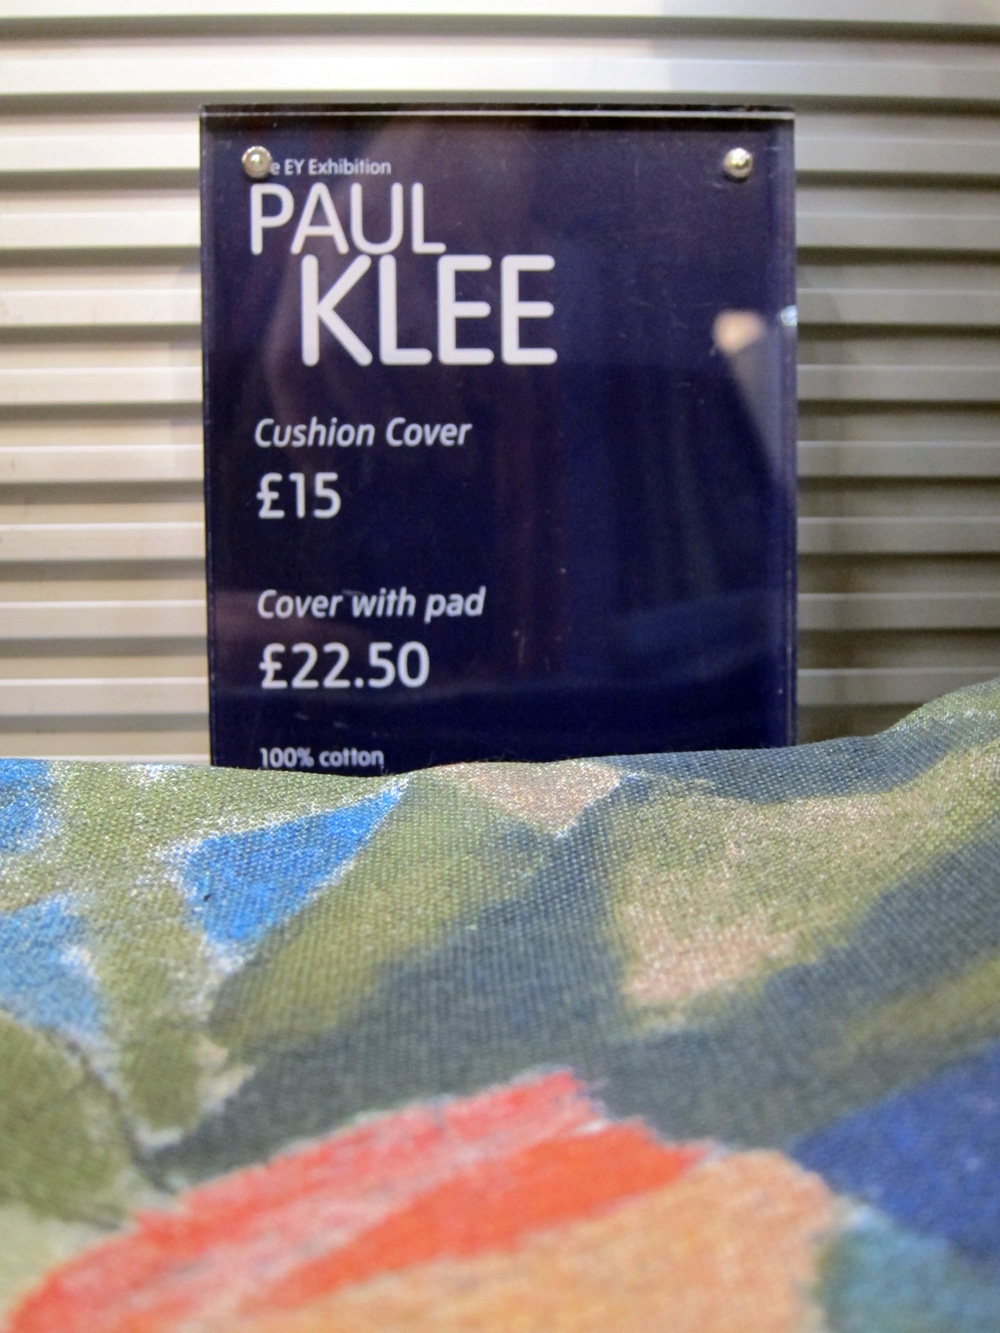 e EY Exhibition
PAUL
KLEE
Cushion Cover
£15
Cover with pad
£22.50
100% cotton